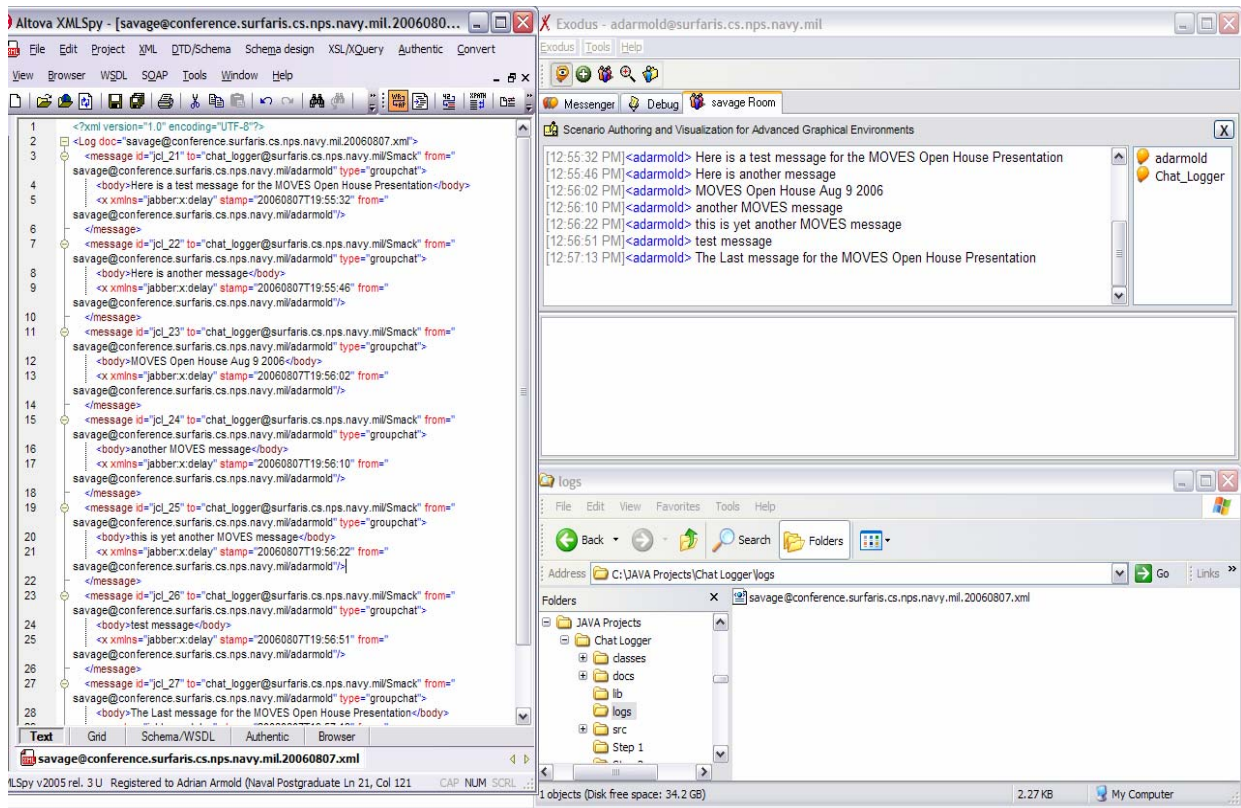 Altova XMLSpy - [savage@conference.surfaris.cs.nps.navy.mil.2006080...
File Edit Project XML DTD/Schema Schema design XSL/XQuery Authentic Convert
View Browser WSDL SOAP Tools Window Help
1 <?xml version="1.0" encoding="UTF-8"?>
2 <Log doc="savage@conference.surfaris.cs.nps.navy.mil.20060807.xml">
3 <message id="jcl_21" to="chat_logger@surfaris.cs.nps.navy.mil/Smack" from="
savage@conference.surfaris.cs.nps.navy.mil/adarmold" type="groupchat">
4 <body>Here is a test message for the MOVES Open House Presentation</body>
5 <x xmlns="jabber:x:delay" stamp="20060807T19:55:32" from="
savage@conference.surfaris.cs.nps.navy.mil/adarmold"/>
6 </message>
7 <message id="jcl_22" to="chat_logger@surfaris.cs.nps.navy.mil/Smack" from="
savage@conference.surfaris.cs.nps.navy.mil/adarmold" type="groupchat">
8 <body>Here is another message</body>
9 <x xmlns="jabber:x:delay" stamp="20060807T19:55:46" from="
savage@conference.surfaris.cs.nps.navy.mil/adarmold"/>
10 </message>
11 <message id="jcl_23" to="chat_logger@surfaris.cs.nps.navy.mil/Smack" from="
savage@conference.surfaris.cs.nps.navy.mil/adarmold" type="groupchat">
12 <body>MOVES Open House Aug 9 2006</body>
13 <x xmlns="jabber:x:delay" stamp="20060807T19:56:02" from="
savage@conference.surfaris.cs.nps.navy.mil/adarmold"/>
14 </message>
15 <message id="jcl_24" to="chat_logger@surfaris.cs.nps.navy.mil/Smack" from="
savage@conference.surfaris.cs.nps.navy.mil/adarmold" type="groupchat">
16 <body>another MOVES message</body>
17 <x xmlns="jabber:x:delay" stamp="20060807T19:56:10" from="
savage@conference.surfaris.cs.nps.navy.mil/adarmold"/>
18 </message>
19 <message id="jcl_25" to="chat_logger@surfaris.cs.nps.navy.mil/Smack" from="
savage@conference.surfaris.cs.nps.navy.mil/adarmold" type="groupchat">
20 <body>this is yet another MOVES message</body>
21 <x xmlns="jabber:x:delay" stamp="20060807T19:56:22" from="
savage@conference.surfaris.cs.nps.navy.mil/adarmold"/>
22 </message>
23 <message id="jcl_26" to="chat_logger@surfaris.cs.nps.navy.mil/Smack" from="
savage@conference.surfaris.cs.nps.navy.mil/adarmold" type="groupchat">
24 <body>test message</body>
25 <x xmlns="jabber:x:delay" stamp="20060807T19:56:51" from="
savage@conference.surfaris.cs.nps.navy.mil/adarmold"/>
26 </message>
27 <message id="jcl_27" to="chat_logger@surfaris.cs.nps.navy.mil/Smack" from="
savage@conference.surfaris.cs.nps.navy.mil/adarmold" type="groupchat">
28 <body>The Last message for the MOVES Open House Presentation</body>
Text Grid Schema/WSDL Authentic Browser
savage@conference.surfaris.cs.nps.navy.mil.20060807.xml
MLSpy v2005 rel. 3 U Registered to Adrian Armold (Naval Postgraduate Ln 21, Col 121 CAP NUM SCRL
Exodus - adarmold@surfaris.cs.nps.navy.mil
Exodus Tools Help
Messenger Debug savage Room
Scenario Authoring and Visualization for Advanced Graphical Environments X
[12:55:32 PM]<adarmold> Here is a test message for the MOVES Open House Presentation
[12:55:46 PM]<adarmold> Here is another message
[12:56:02 PM]<adarmold> MOVES Open House Aug 9 2006
[12:56:10 PM]<adarmold> another MOVES message
[12:56:22 PM]<adarmold> this is yet another MOVES message
[12:56:51 PM]<adarmold> test message
[12:57:13 PM]<adarmold> The Last message for the MOVES Open House Presentation
adarmold
Chat_Logger
logs
File Edit View Favorites Tools Help
Back Search Folders
Address C:\JAVA Projects\Chat Logger\logs Go Links »
Folders X
JAVA Projects
Chat Logger
classes
docs
lib
logs
src
Step 1
savage@conference.surfaris.cs.nps.navy.mil.20060807.xml
1 objects (Disk free space: 34.2 GB) 2.27 KB My Computer